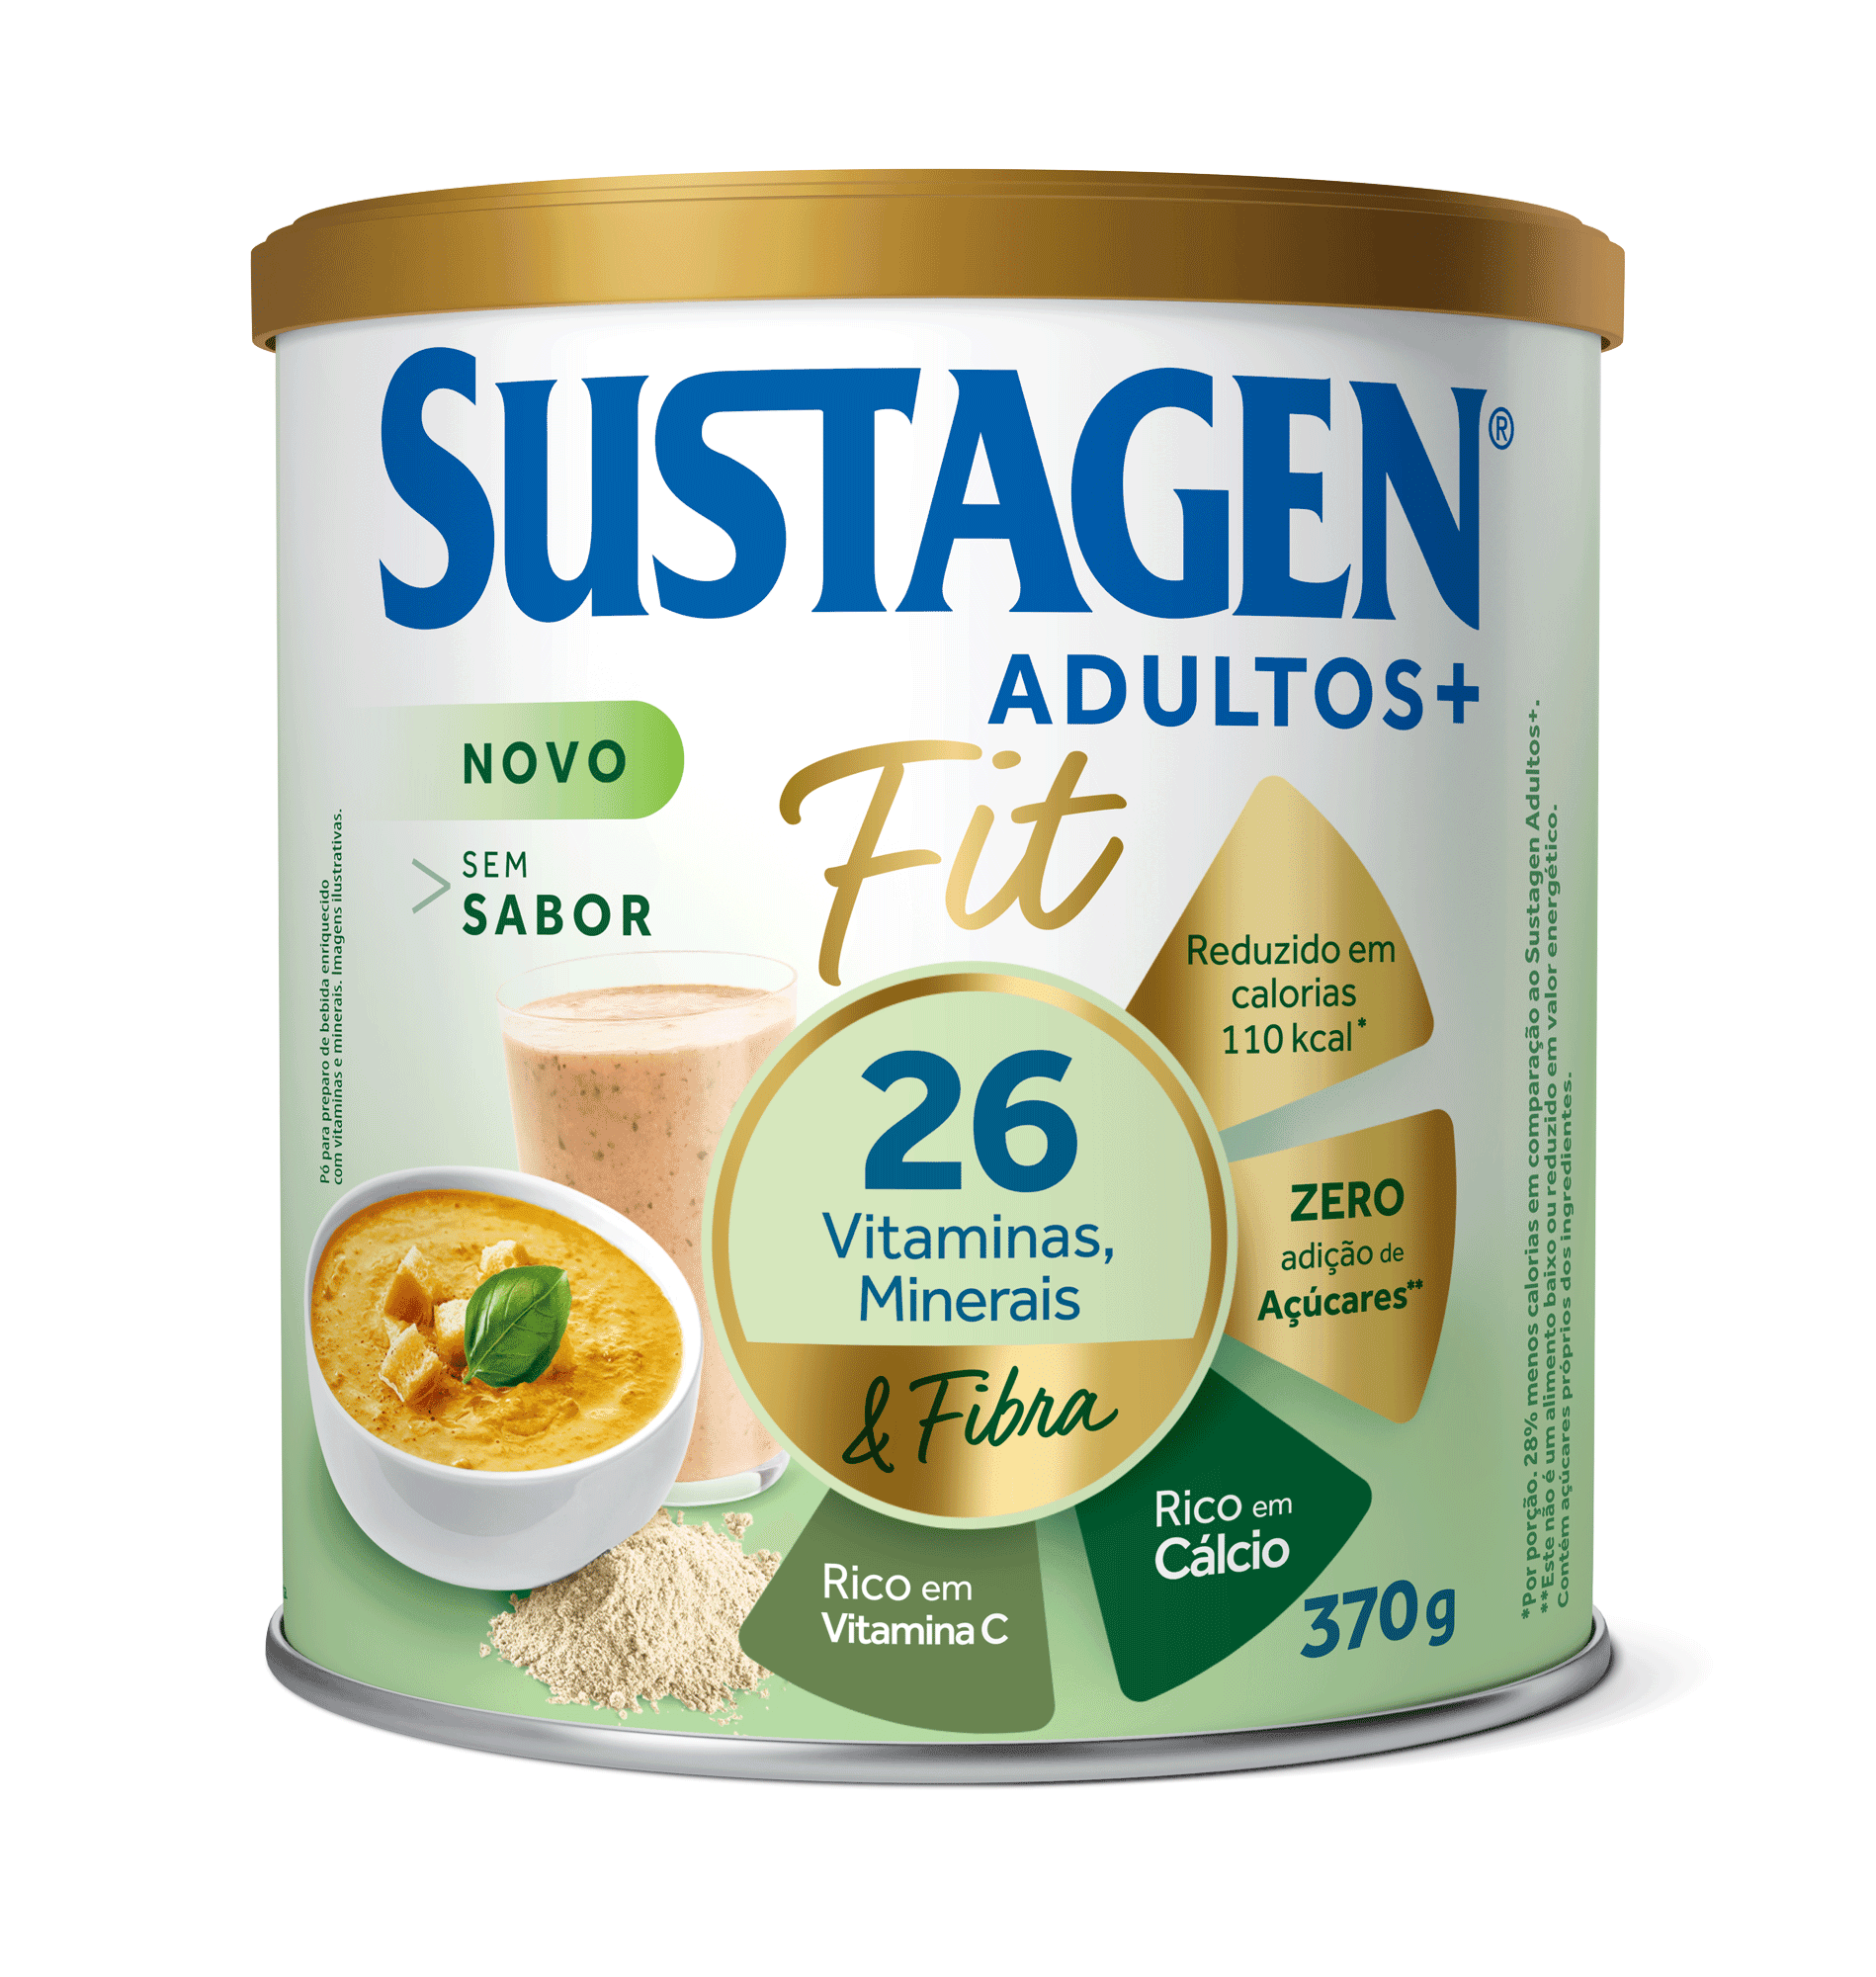 SUSTAGEN®
ADULTOS+
Fit
NOVO
SEM
SABOR
Reduzido em
calorias
110 kcal*
26
Vitaminas,
Minerais
& Fibra
ZERO
adição de
Açúcares**
Rico em
Cálcio
Rico em
Vitamina C
370g
Pó para preparo de bebida enriquecido
com vitaminas e minerais. Imagens ilustrativas.
*Por porção. 28% menos calorias em comparação ao Sustagen Adultos+.
**Este não é um alimento baixo ou reduzido em valor energético.
Contém açúcares próprios dos ingredientes.